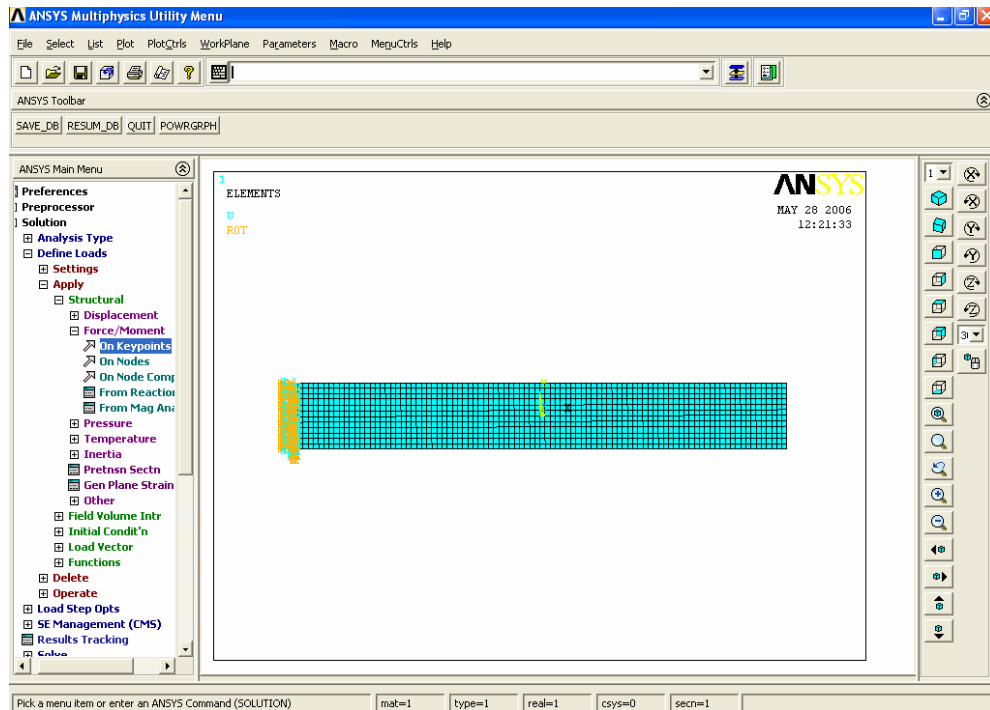 ANSYS Multiphysics Utility Menu
File Select List Plot PlotCtrls WorkPlane Parameters Macro MenuCtrls Help
ANSYS Toolbar
SAVE_DB RESUM_DB QUIT POWRGRPH
ANSYS Main Menu
Preferences
Preprocessor
Solution
Analysis Type
Define Loads
Settings
Apply
Structural
Displacement
Force/Moment
On Keypoints
On Nodes
On Node Comp
From Reaction
From Mag Ana
Pressure
Temperature
Inertia
Pretnsn Sectn
Gen Plane Strain
Other
Field Volume Intr
Initial Condit'n
Load Vector
Functions
Delete
Operate
Load Step Opts
SE Management (CMS)
Results Tracking
Solve
1
ELEMENTS
U
ROT
ANSYS
MAY 28 2006
12:21:33
X
1
Pick a menu item or enter an ANSYS Command (SOLUTION) mat=1 type=1 real=1 csys=0 secn=1